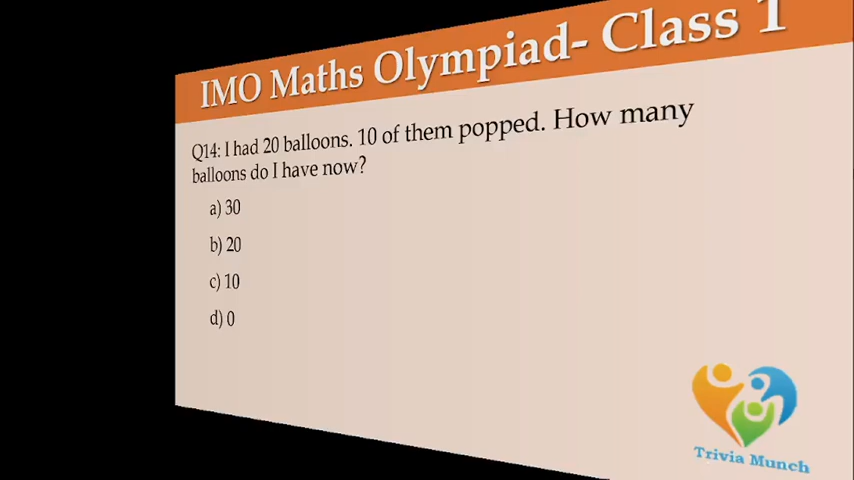 IMO Maths Olympiad- Class 1
Q14: I had 20 balloons. 10 of them popped. How many
balloons do I have now?
a) 30
b) 20
c) 10
d) 0
Trivia Munch